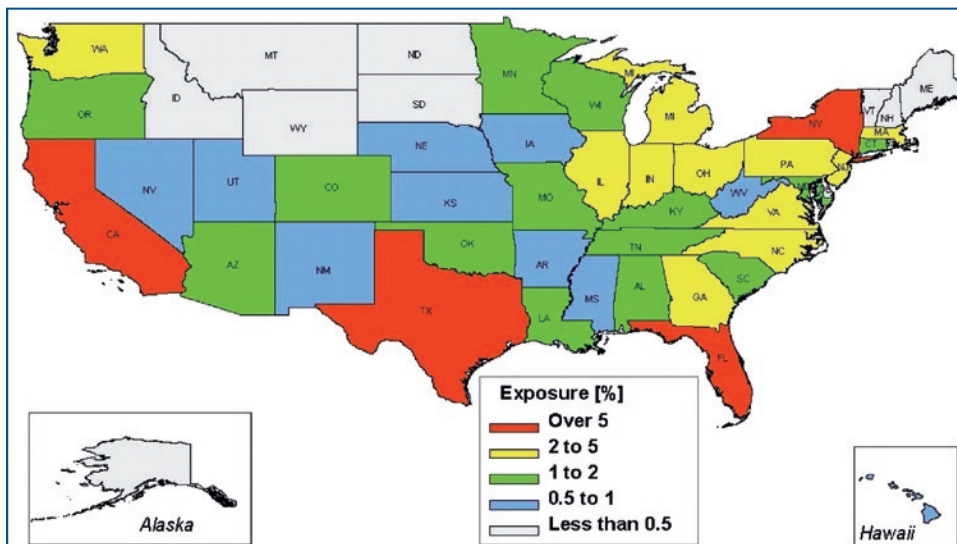 WA
MT
ND
MN
ME
OR
ID
SD
WI
MI
VT
NH
NY
WY
MI
MA
CT
IA
NE
PA
NV
UT
IL
IN
OH
NJ
CO
KS
MO
WV
VA
KY
CA
OK
TN
NC
AZ
NM
AR
SC
MS
AL
GA
TX
LA
FL
Exposure [%]
Over 5
2 to 5
1 to 2
0.5 to 1
Less than 0.5
Alaska
Hawaii